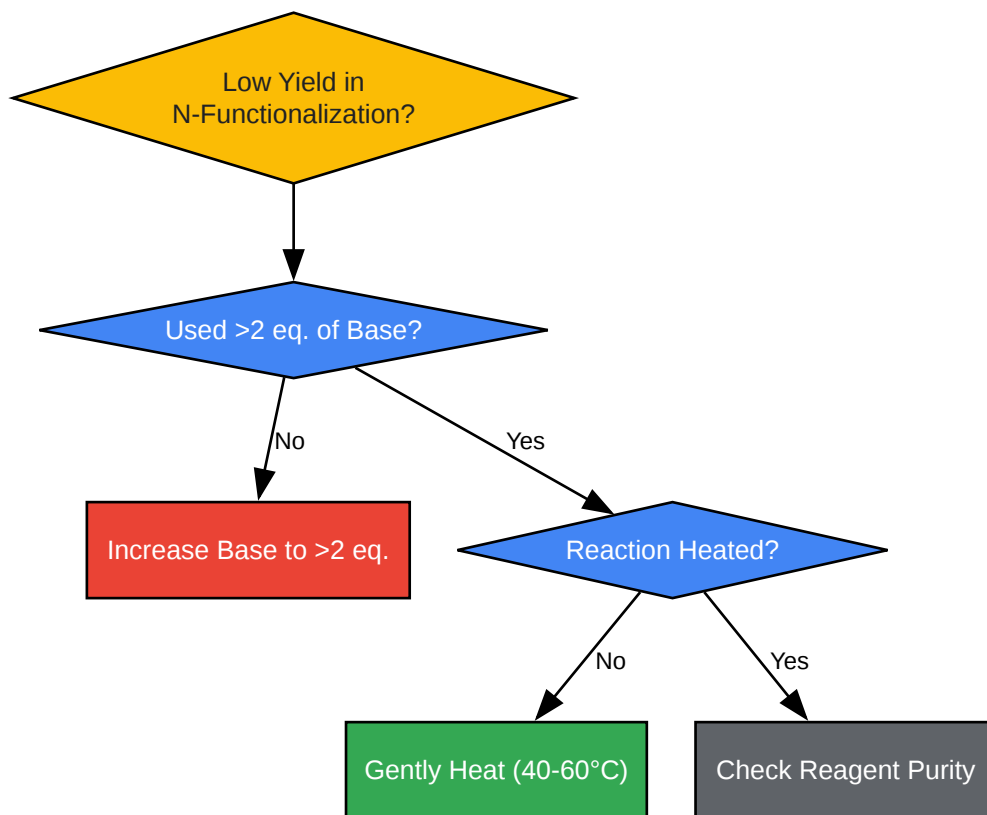 Low Yield in
N-Functionalization?
Used >2 eq. of Base?
No
Yes
Increase Base to >2 eq.
Reaction Heated?
No
Yes
Gently Heat (40-60°C)
Check Reagent Purity